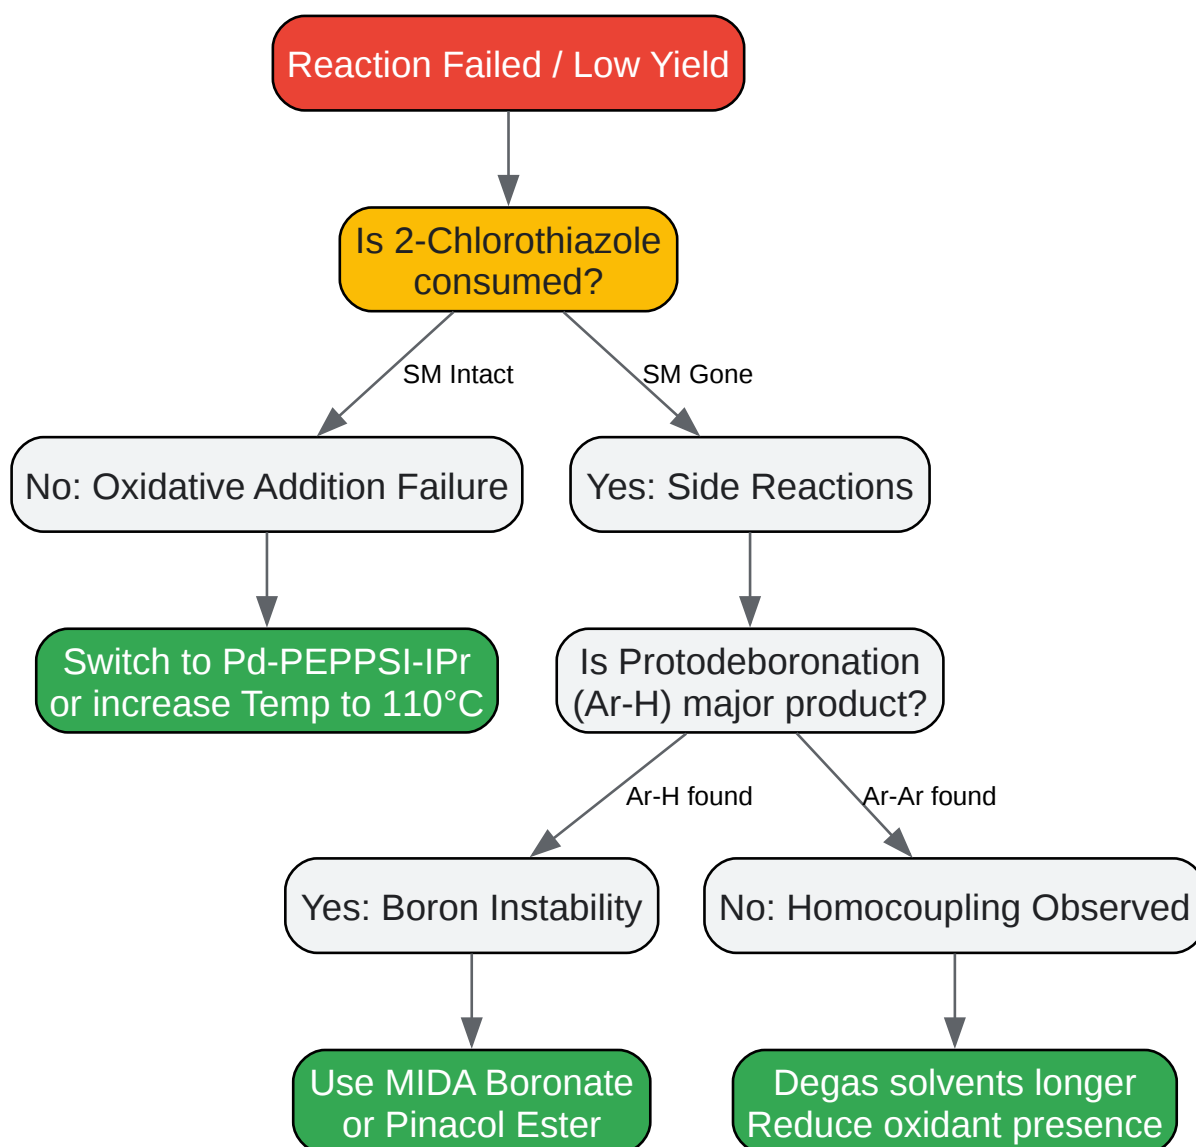 Reaction Failed / Low Yield
Is 2-Chlorothiazole
consumed?
SM Intact
SM Gone
No: Oxidative Addition Failure
Yes: Side Reactions
Switch to Pd-PEPPSI-IPr
or increase Temp to 110°C
Is Protodeboronation
(Ar-H) major product?
Ar-H found
Ar-Ar found
Yes: Boron Instability
No: Homocoupling Observed
Use MIDA Boronate
or Pinacol Ester
Degas solvents longer
Reduce oxidant presence